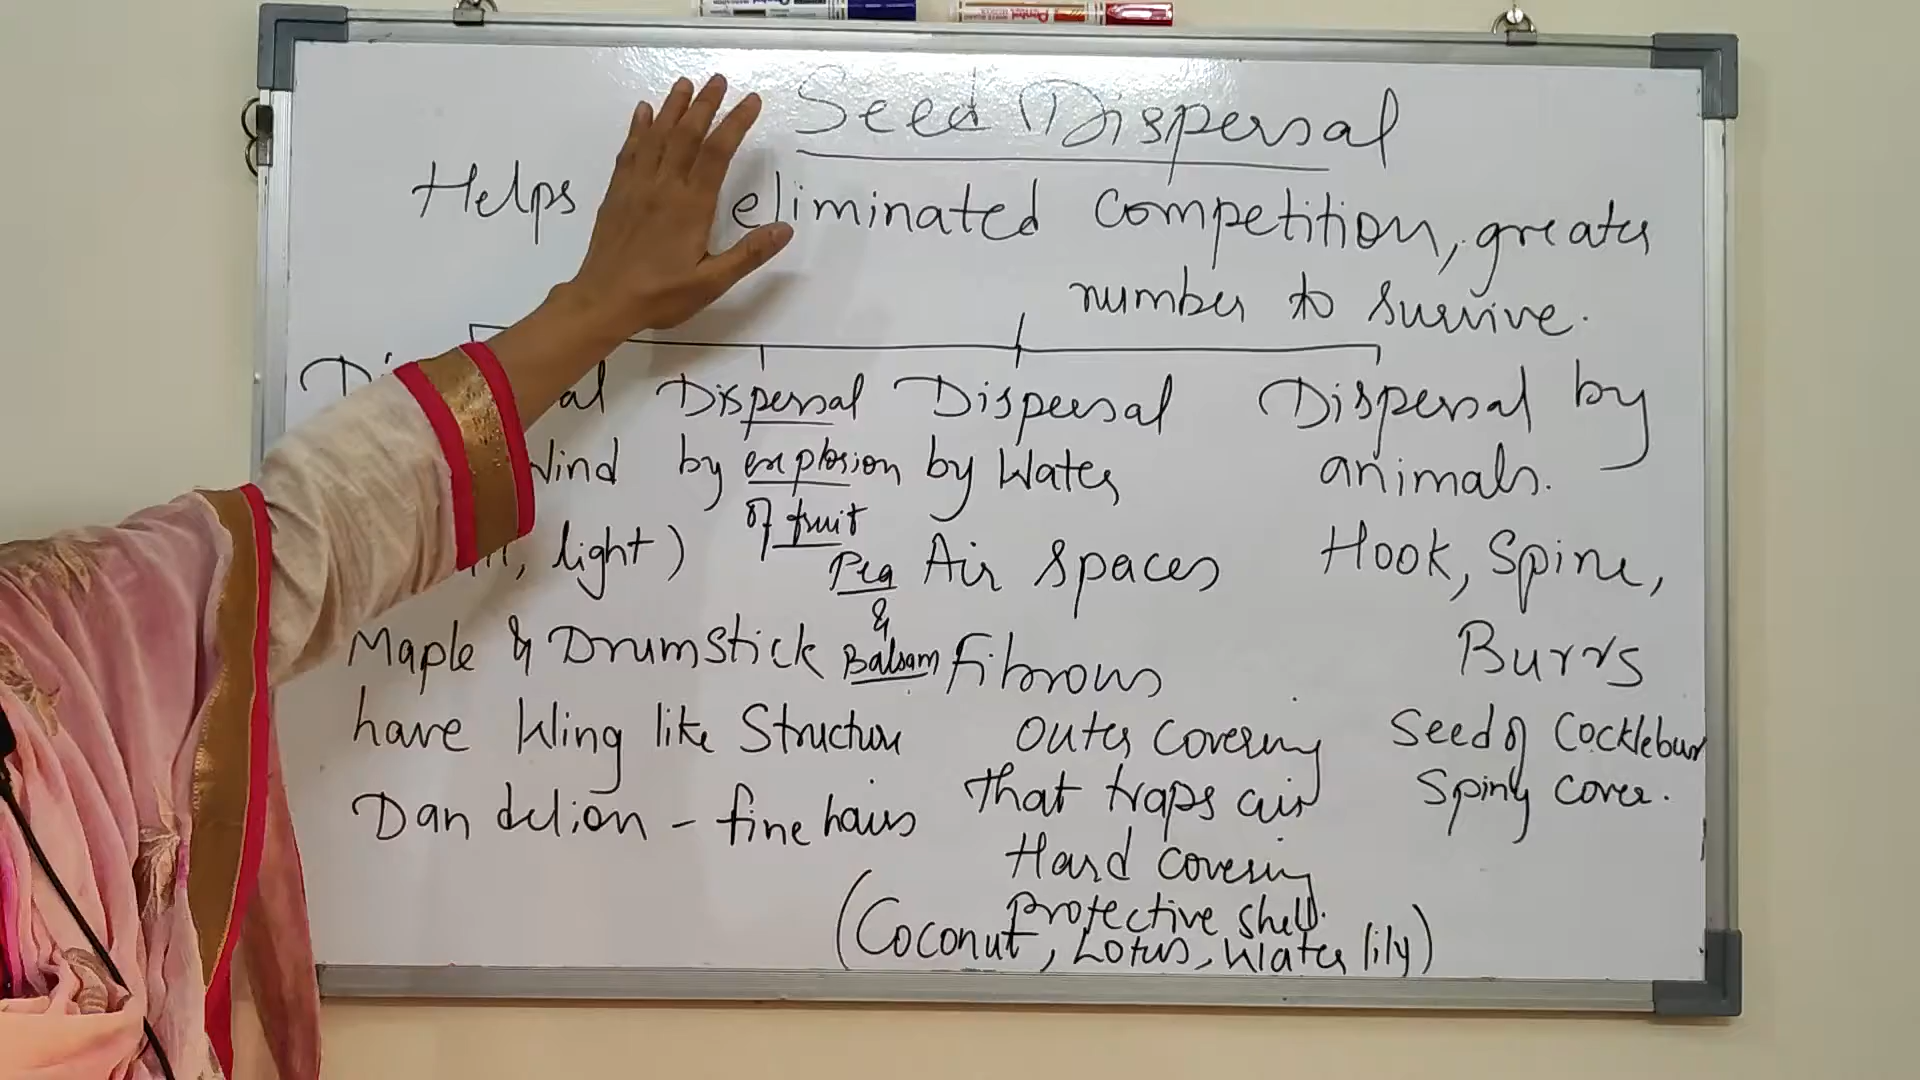 Seed Dispersal
Helps eliminated competition, greater
number to survive.
Dispersal
by explosion
of fruit
Pea
&
Balsam
light)
Maple & Drumstick
have Wing like Structure
Dandelion - fine hairs
Dispersal
by Water
Air spaces
Fibrous
outer covering
that traps air
Hard covering
Protective shell.
(Coconut, Lotus, Water lily)
Dispersal by
animals.
Hook, Spine,
Burrs
Seed of Cocklebur
Spiny cover.